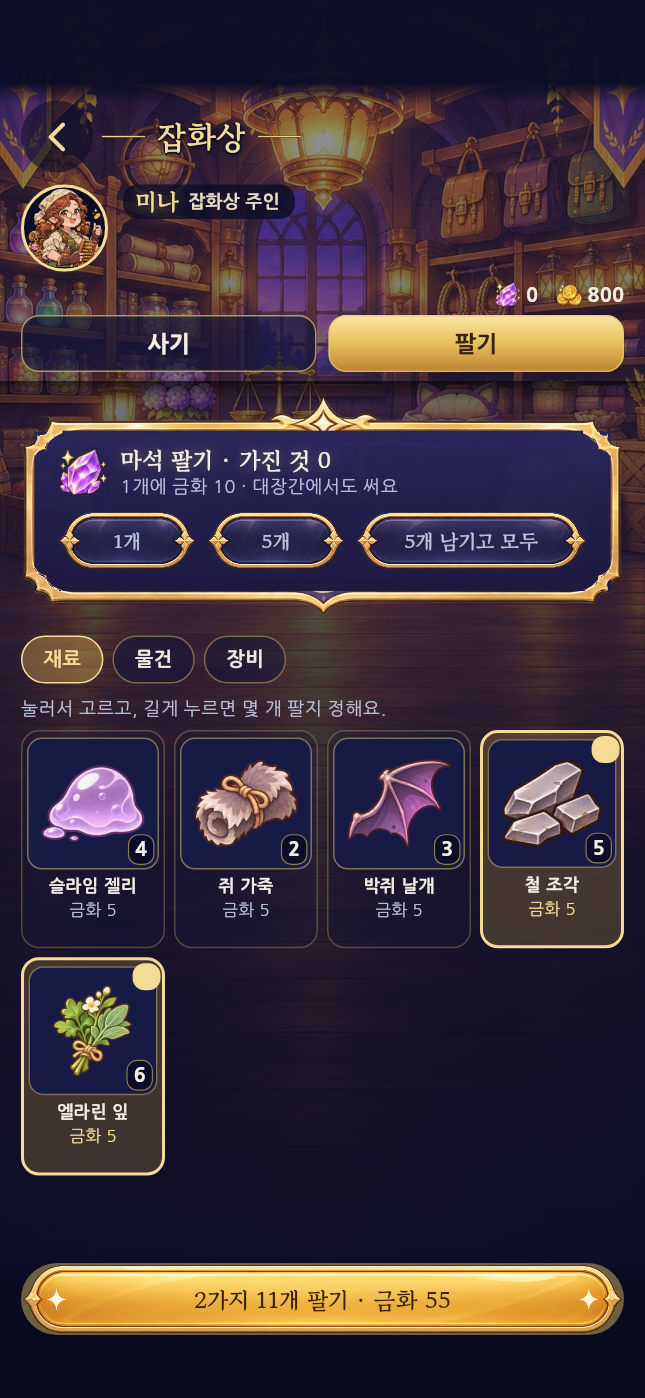 잡화상
미나 잡화상 주인
0 800
사기 팔기
마석 팔기 · 가진 것 0
1개에 금화 10 · 대장간에서도 써요
1개 5개 5개 남기고 모두
재료 물건 장비
눌러서 고르고, 길게 누르면 몇 개 팔지 정해요.
4 2 3 5
슬라임 젤리 쥐 가죽 박쥐 날개 철 조각
금화 5 금화 5 금화 5 금화 5
6
엘라린 잎
금화 5
2가지 11개 팔기 · 금화 55